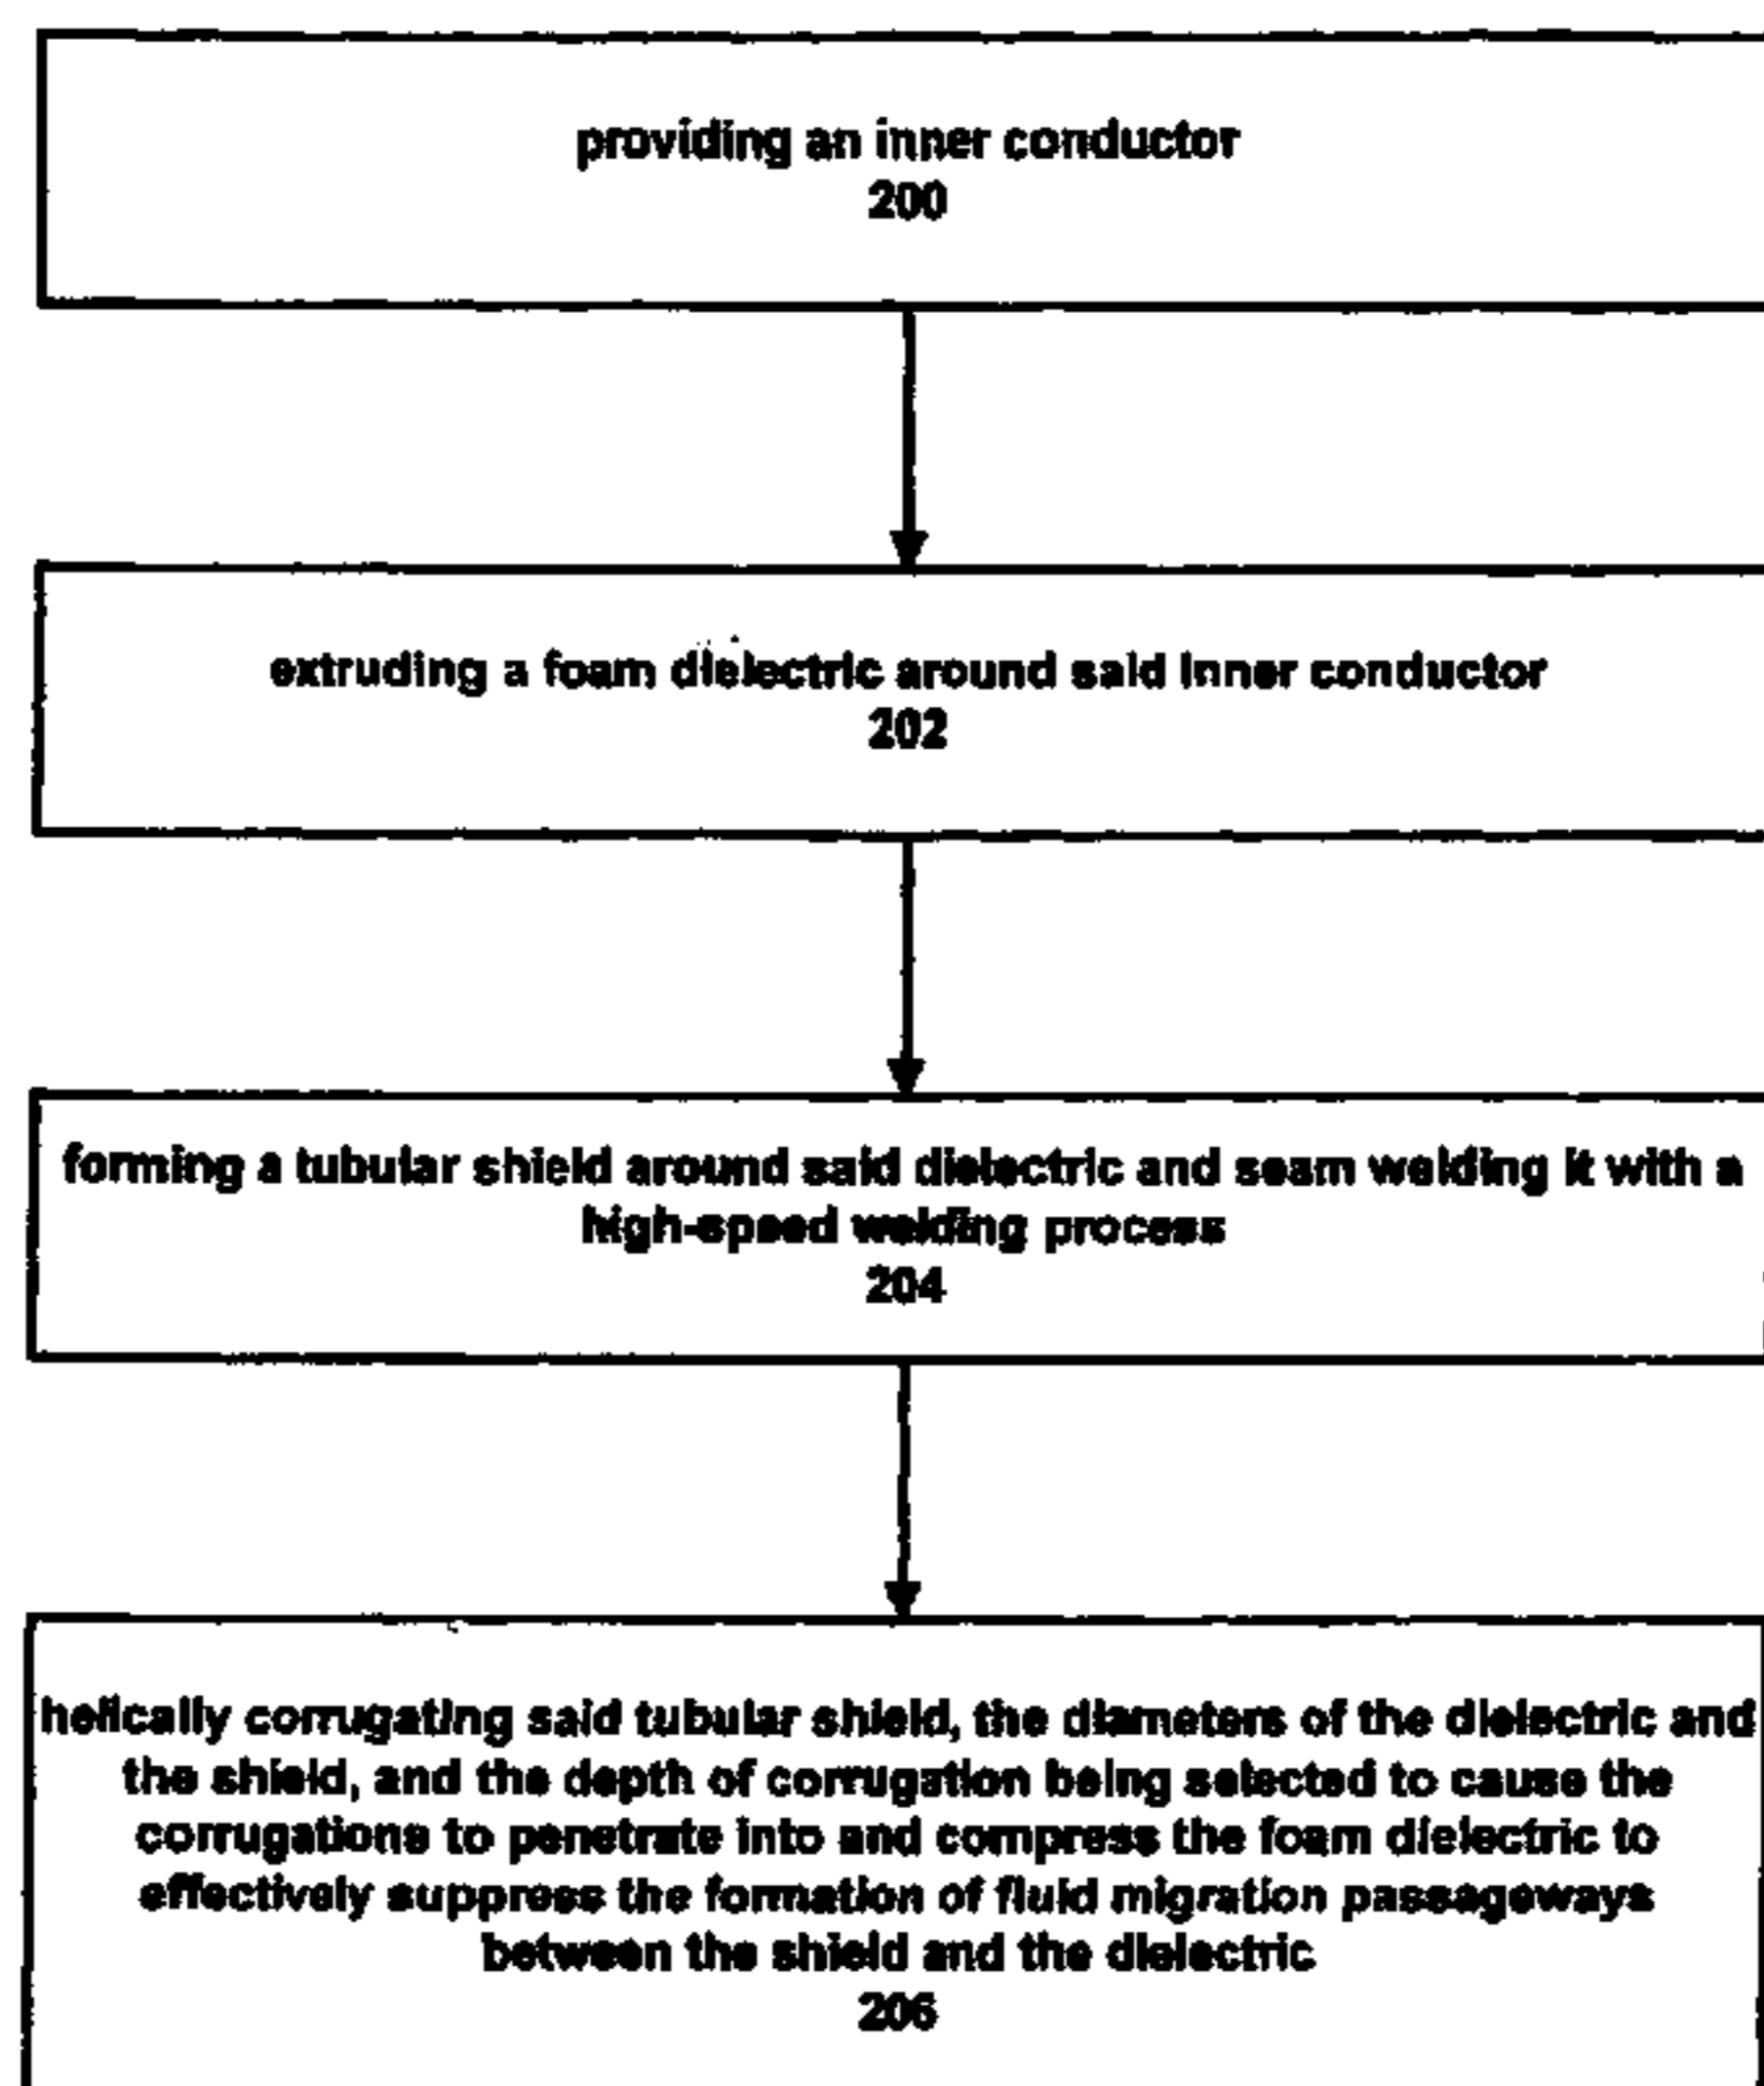 providing an inner conductor
200
extruding a foam dielectric around said inner conductor
202
forming a tubular shield around said dielectric and seam welding it with a
high-speed welding process
204
helically corrugating said tubular shield, the diameters of the dielectric and
the shield, and the depth of corrugation being selected to cause the
corrugations to penetrate into and compress the foam dielectric to
effectively suppress the formation of fluid migration passageways
between the shield and the dielectric
206